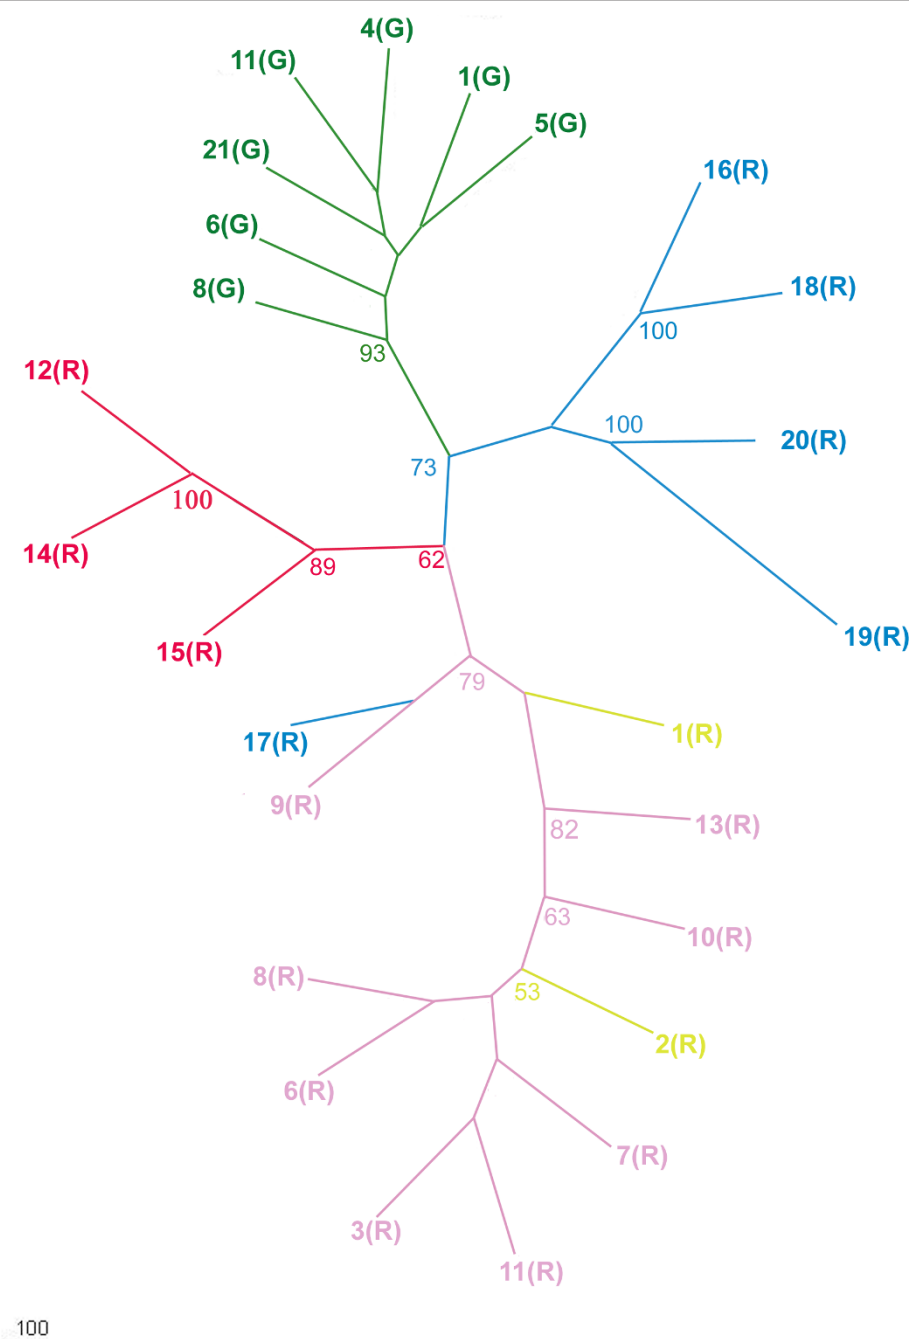 4(G)
11(G)
1(G)
5(G)
21(G)
16(R)
6(G)
8(G)
18(R)
100
93
12(R)
100
20(R)
73
100
14(R)
62
89
19(R)
15(R)
79
1(R)
17(R)
9(R)
13(R)
82
63
10(R)
8(R)
53
2(R)
6(R)
7(R)
3(R)
11(R)
100